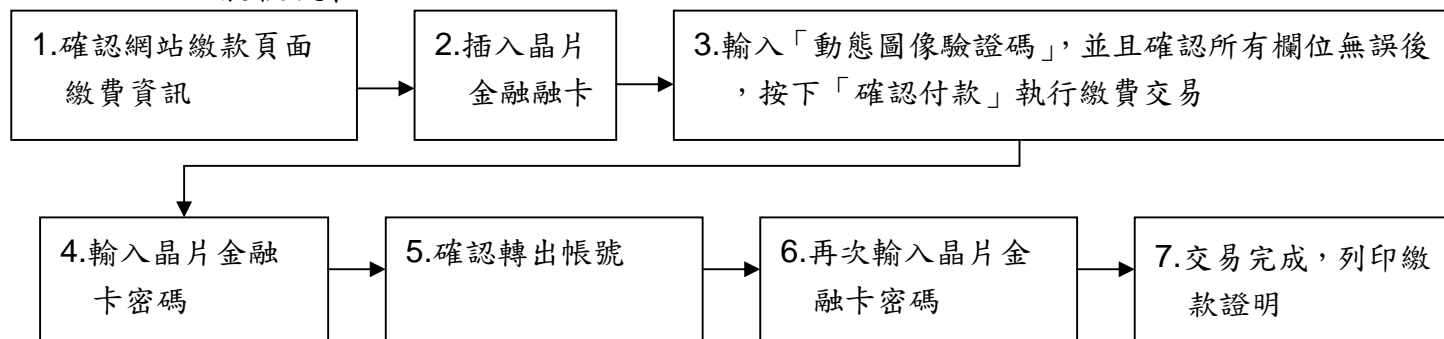 1.確認網站繳款頁面
繳費資訊
2.插入晶片
金融融卡
3.輸入「動態圖像驗證碼」，並且確認所有欄位無誤後
，按下「確認付款」執行繳費交易
4.輸入晶片金融
卡密碼
5.確認轉出帳號
6.再次輸入晶片金
融卡密碼
7.交易完成，列印繳
款證明